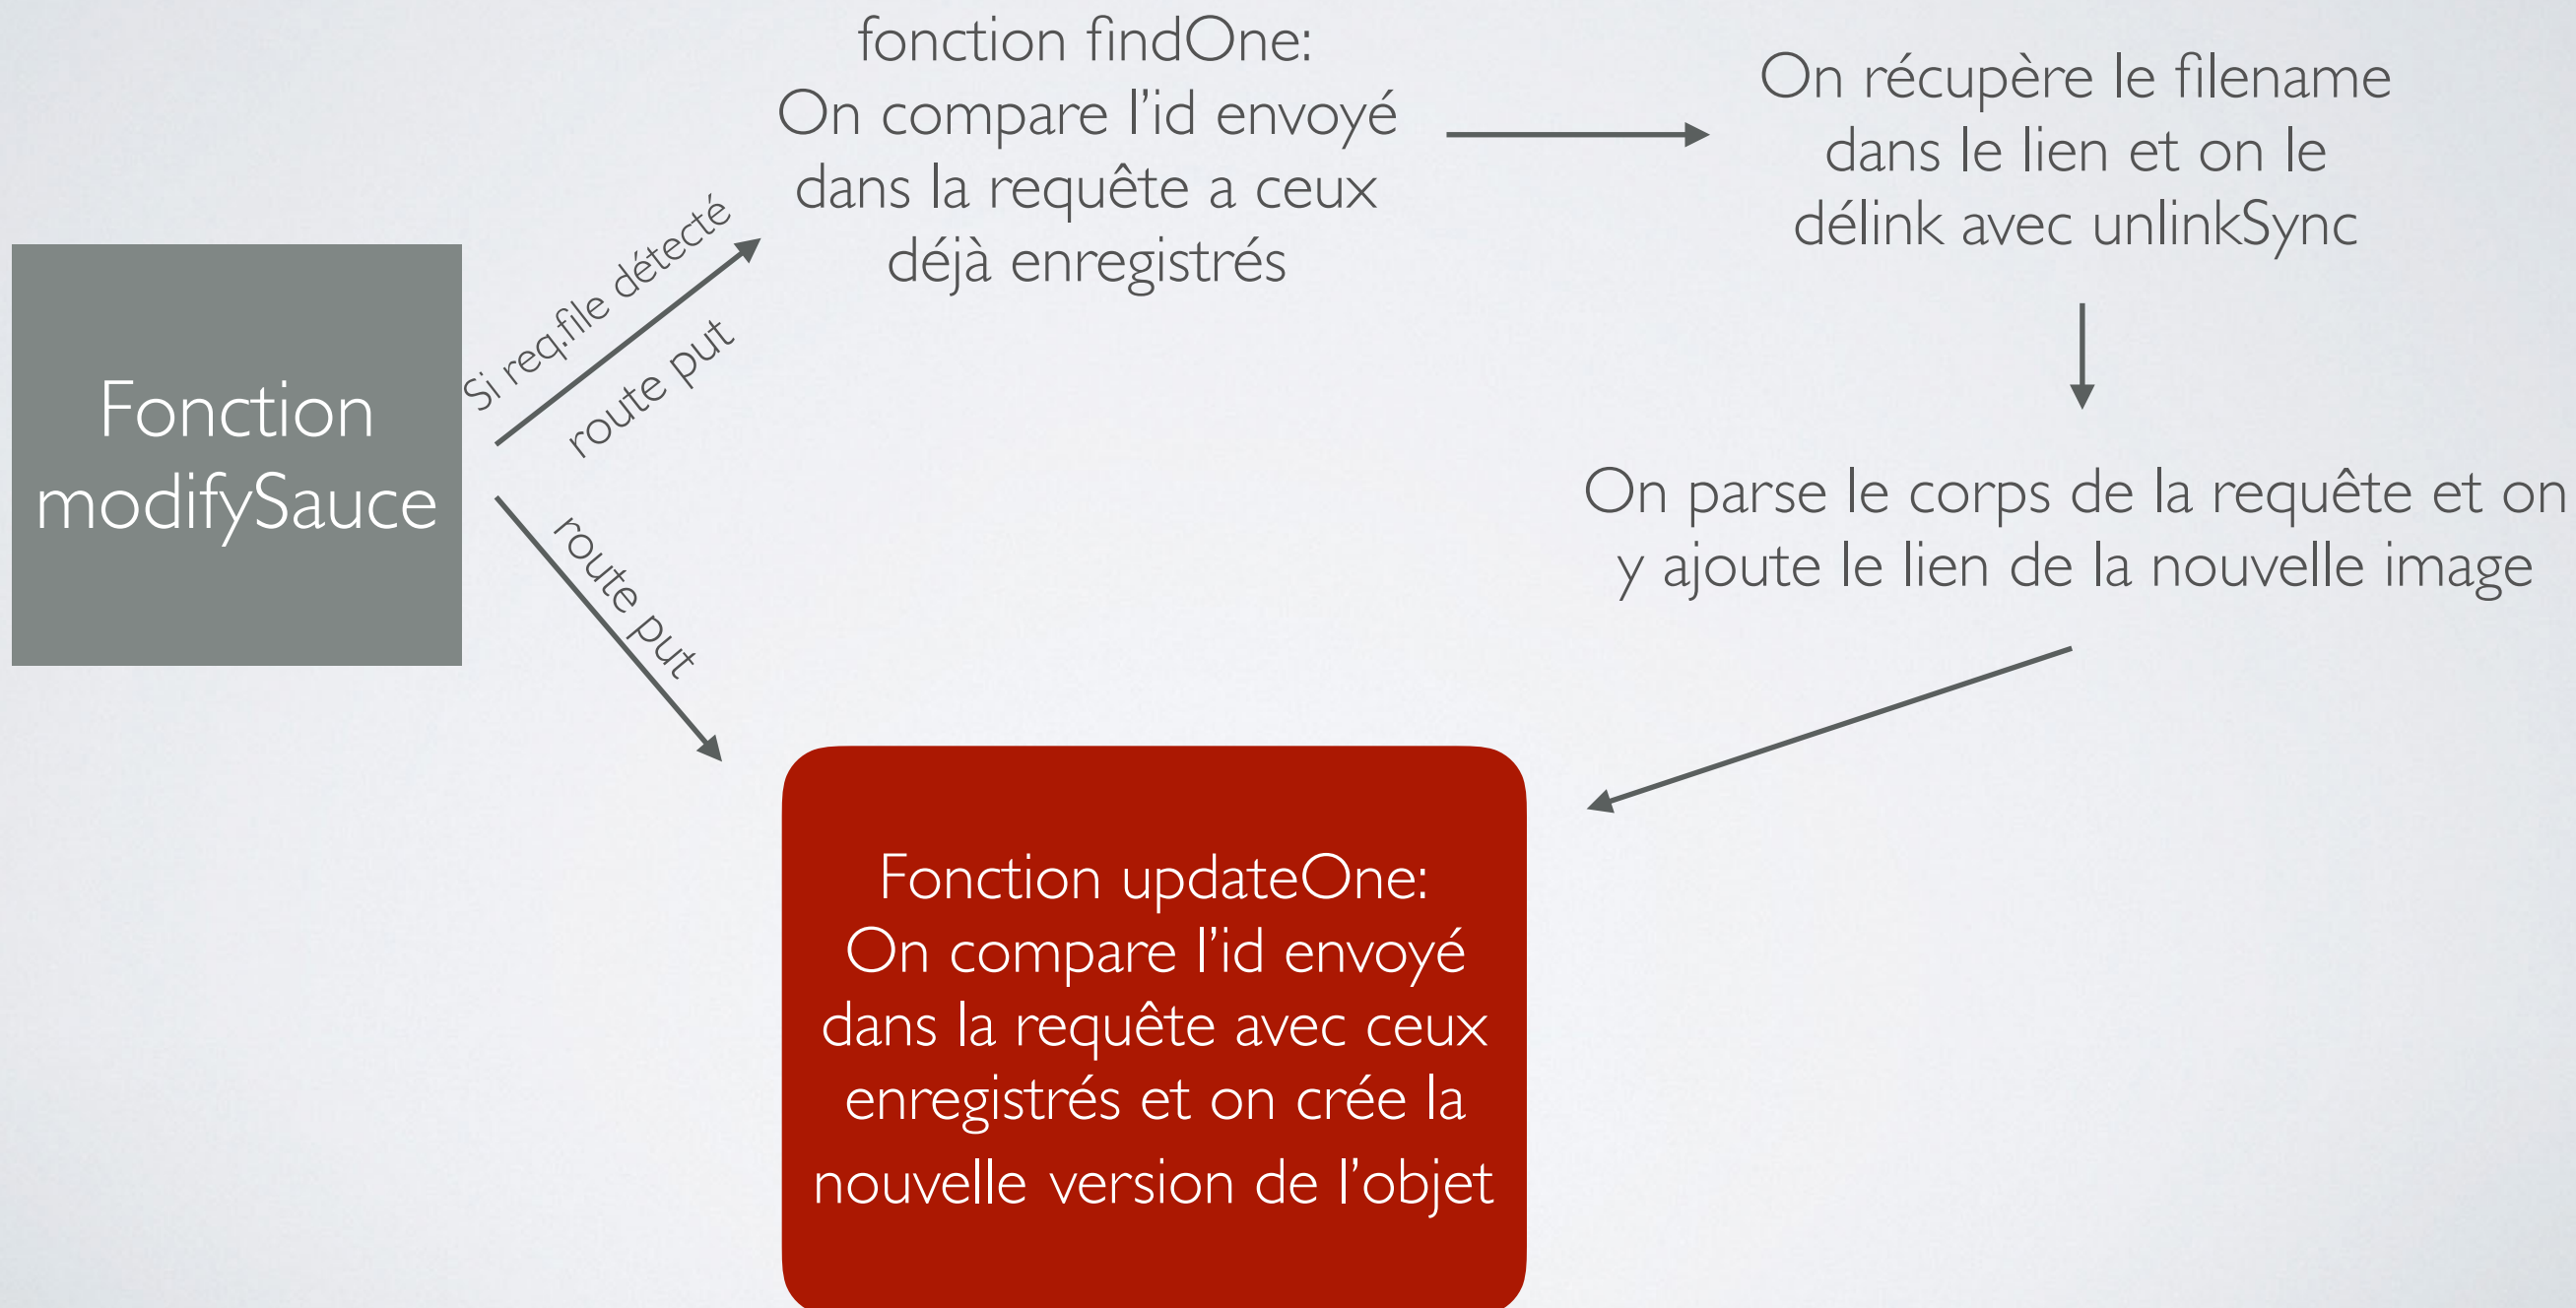 Fonction
modifySauce
Si req.file détecté
route put
route put
fonction findOne:
On compare l’id envoyé
dans la requête a ceux
déjà enregistrés
On récupère le filename
dans le lien et on le
délink avec unlinkSync
On parse le corps de la requête et on
y ajoute le lien de la nouvelle image
Fonction updateOne:
On compare l’id envoyé
dans la requête avec ceux
enregistrés et on crée la
nouvelle version de l’objet